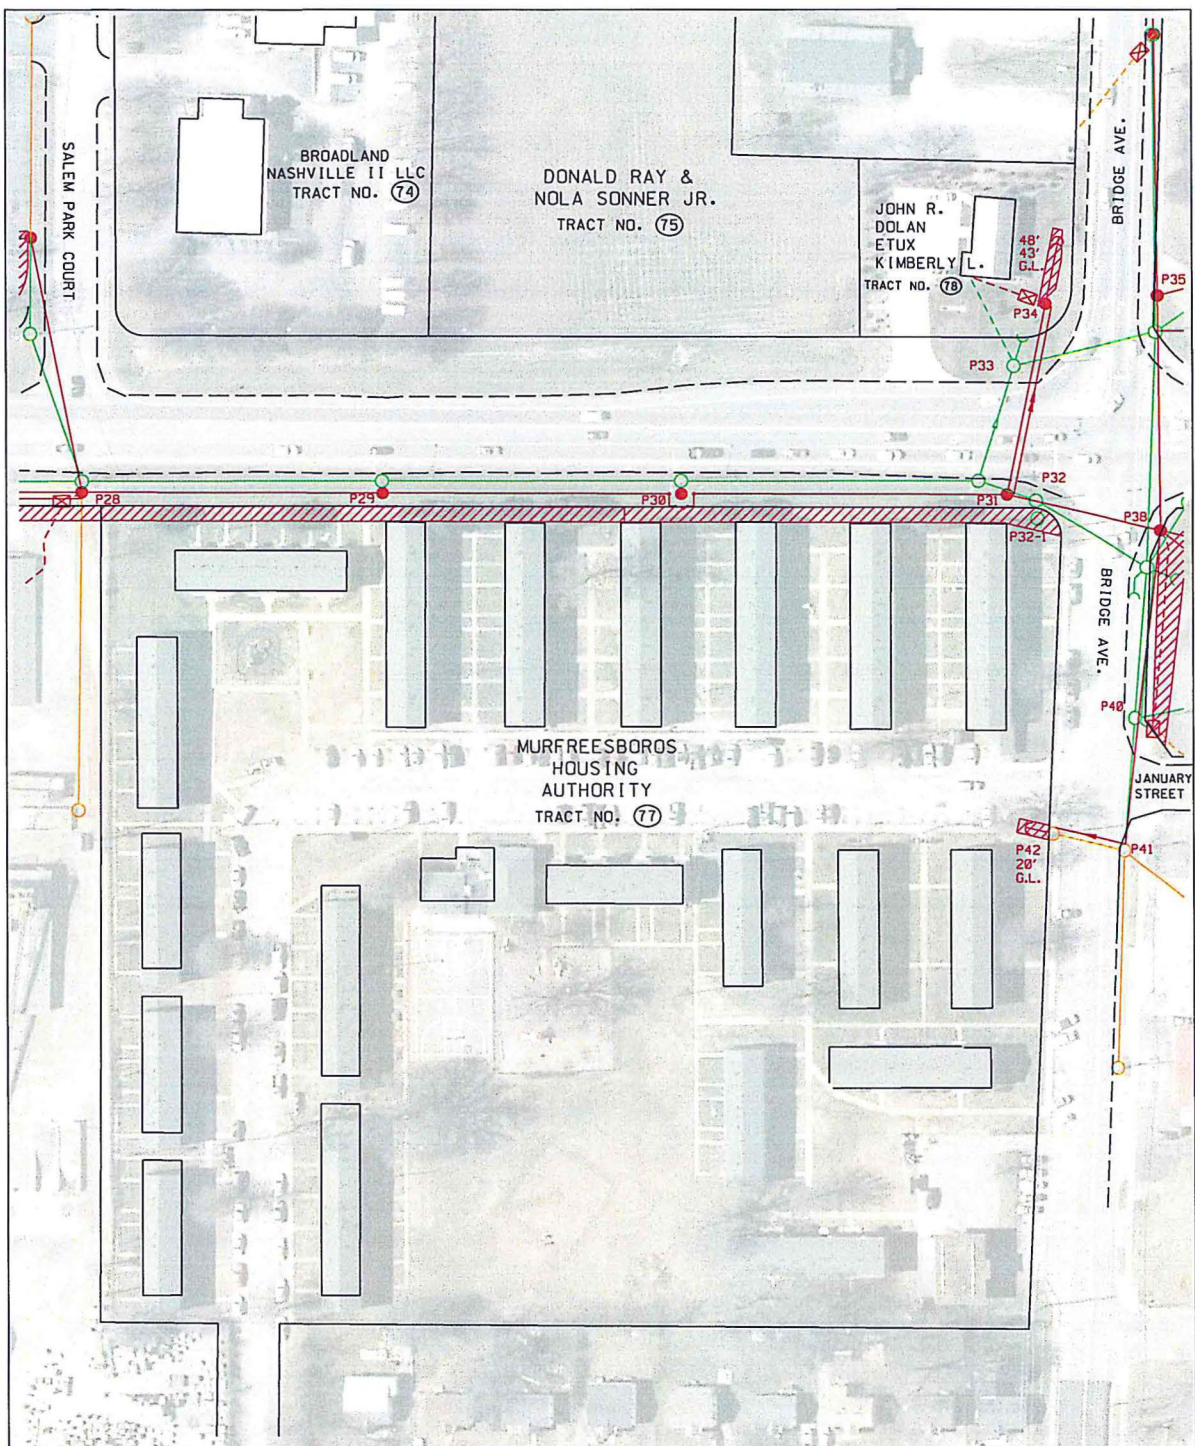 SALEM PARK COURT
BROADLAND
NASHVILLE II LLC
TRACT NO. 74
DONALD RAY &
NOLA SONNER JR.
TRACT NO. 75
JOHN R.
DOLAN
ETUX
KIMBERLY L.
TRACT NO. 78
48'
43'
G.L.
BRIDGE AVE.
P34
P35
P33
P28
P29
P30
P31
P32
P32-1
P38
BRIDGE AVE.
P40
MURFREESBOROS
HOUSING
AUTHORITY
TRACT NO. 77
JANUARY
STREET
P42
20'
G.L.
P41